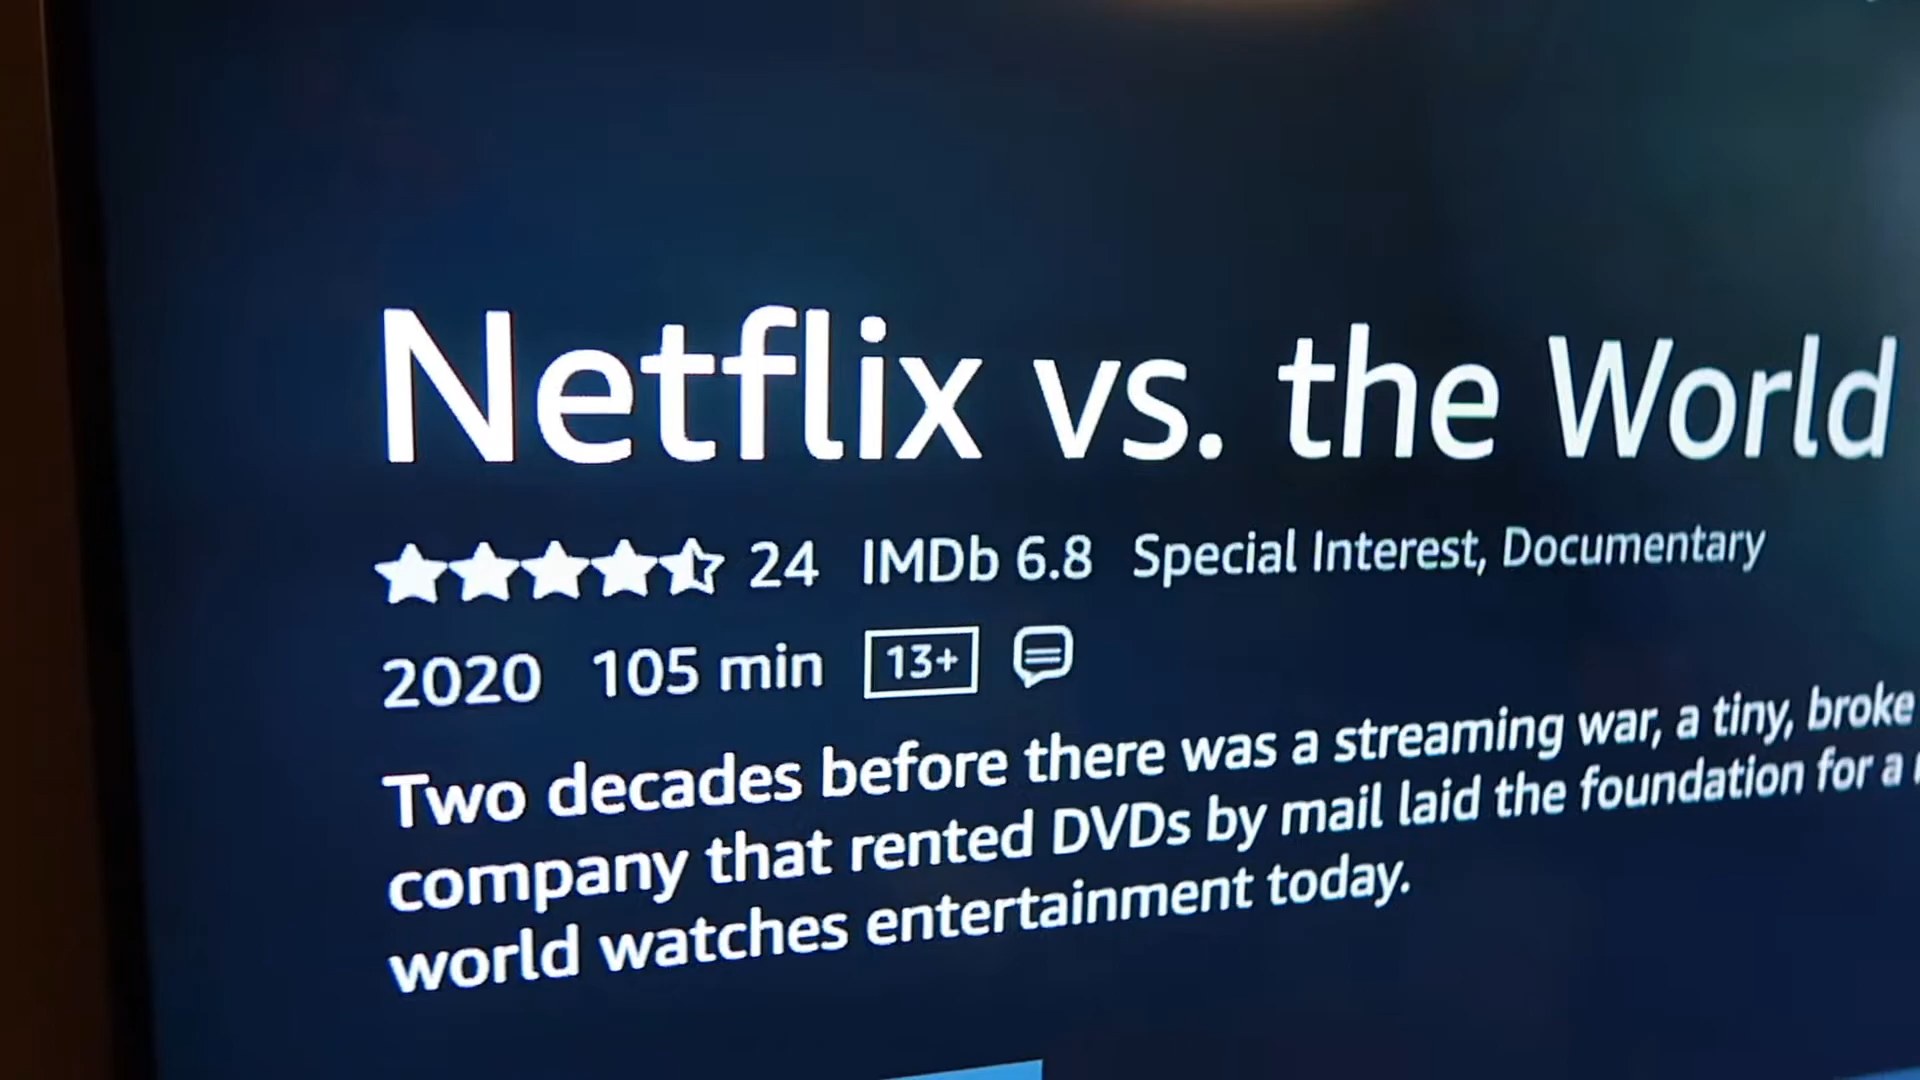 Netflix vs. the World
24 IMDb 6.8 Special Interest, Documentary
2020 105 min 13+
Two decades before there was a streaming war, a tiny, broke
company that rented DVDs by mail laid the foundation for a
world watches entertainment today.